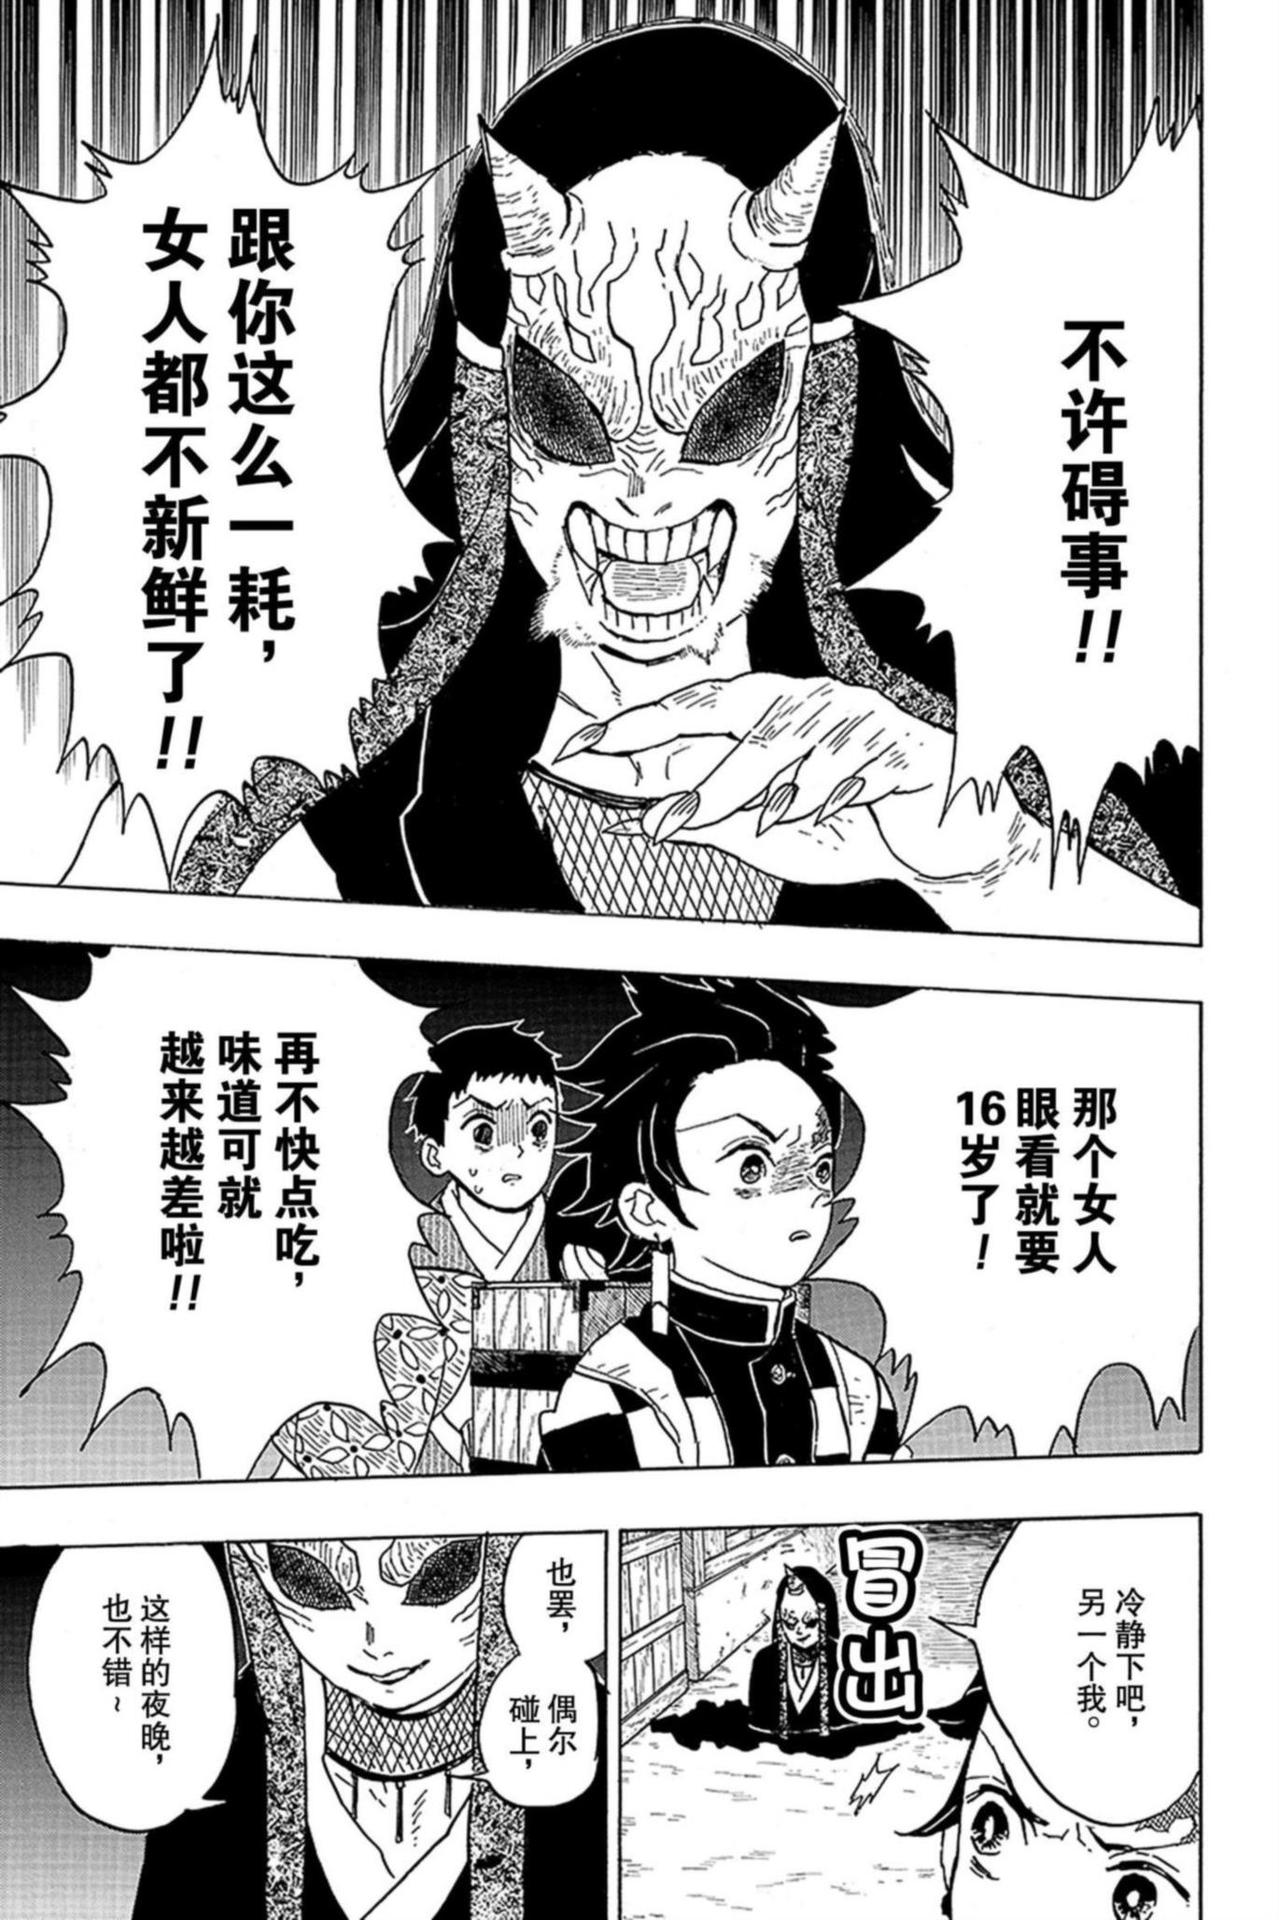 不许碍事!!
跟你这么一耗，
女人都不新鲜了!!
那个女人
眼看就要
16岁了!
再不快点吃，
味道可就
越来越差啦!!
冷静下吧，
另一个我。
冒出
也罢，
偶尔
碰上，
这样的夜晚，
也不错~